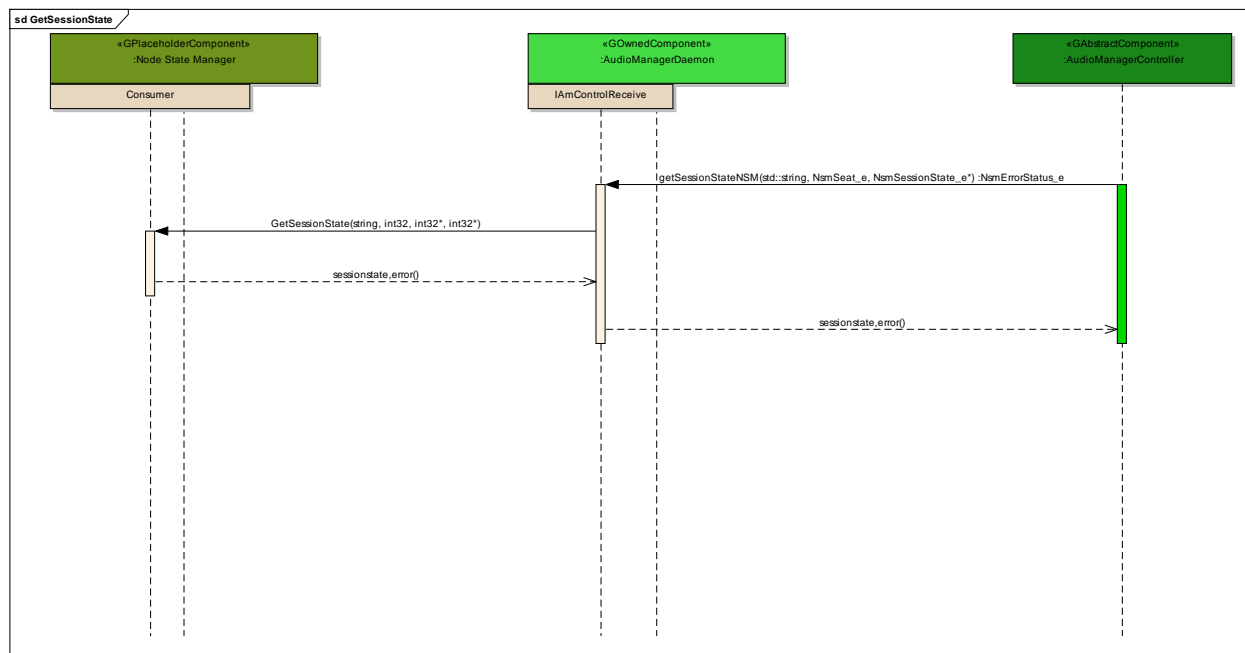 sd GetSessionState
«GPlaceholderComponent»
:Node State Manager
«GOwnedComponent»
:AudioManagerDaemon
«GAbstractComponent»
:AudioManagerController
Consumer
IAmControlReceive
getSessionStateNSM(std::string, NsmSeat_e, NsmSessionState_e*) :NsmErrorStatus_e
GetSessionState(string, int32, int32*, int32*)
sessionstate,error()
sessionstate,error()